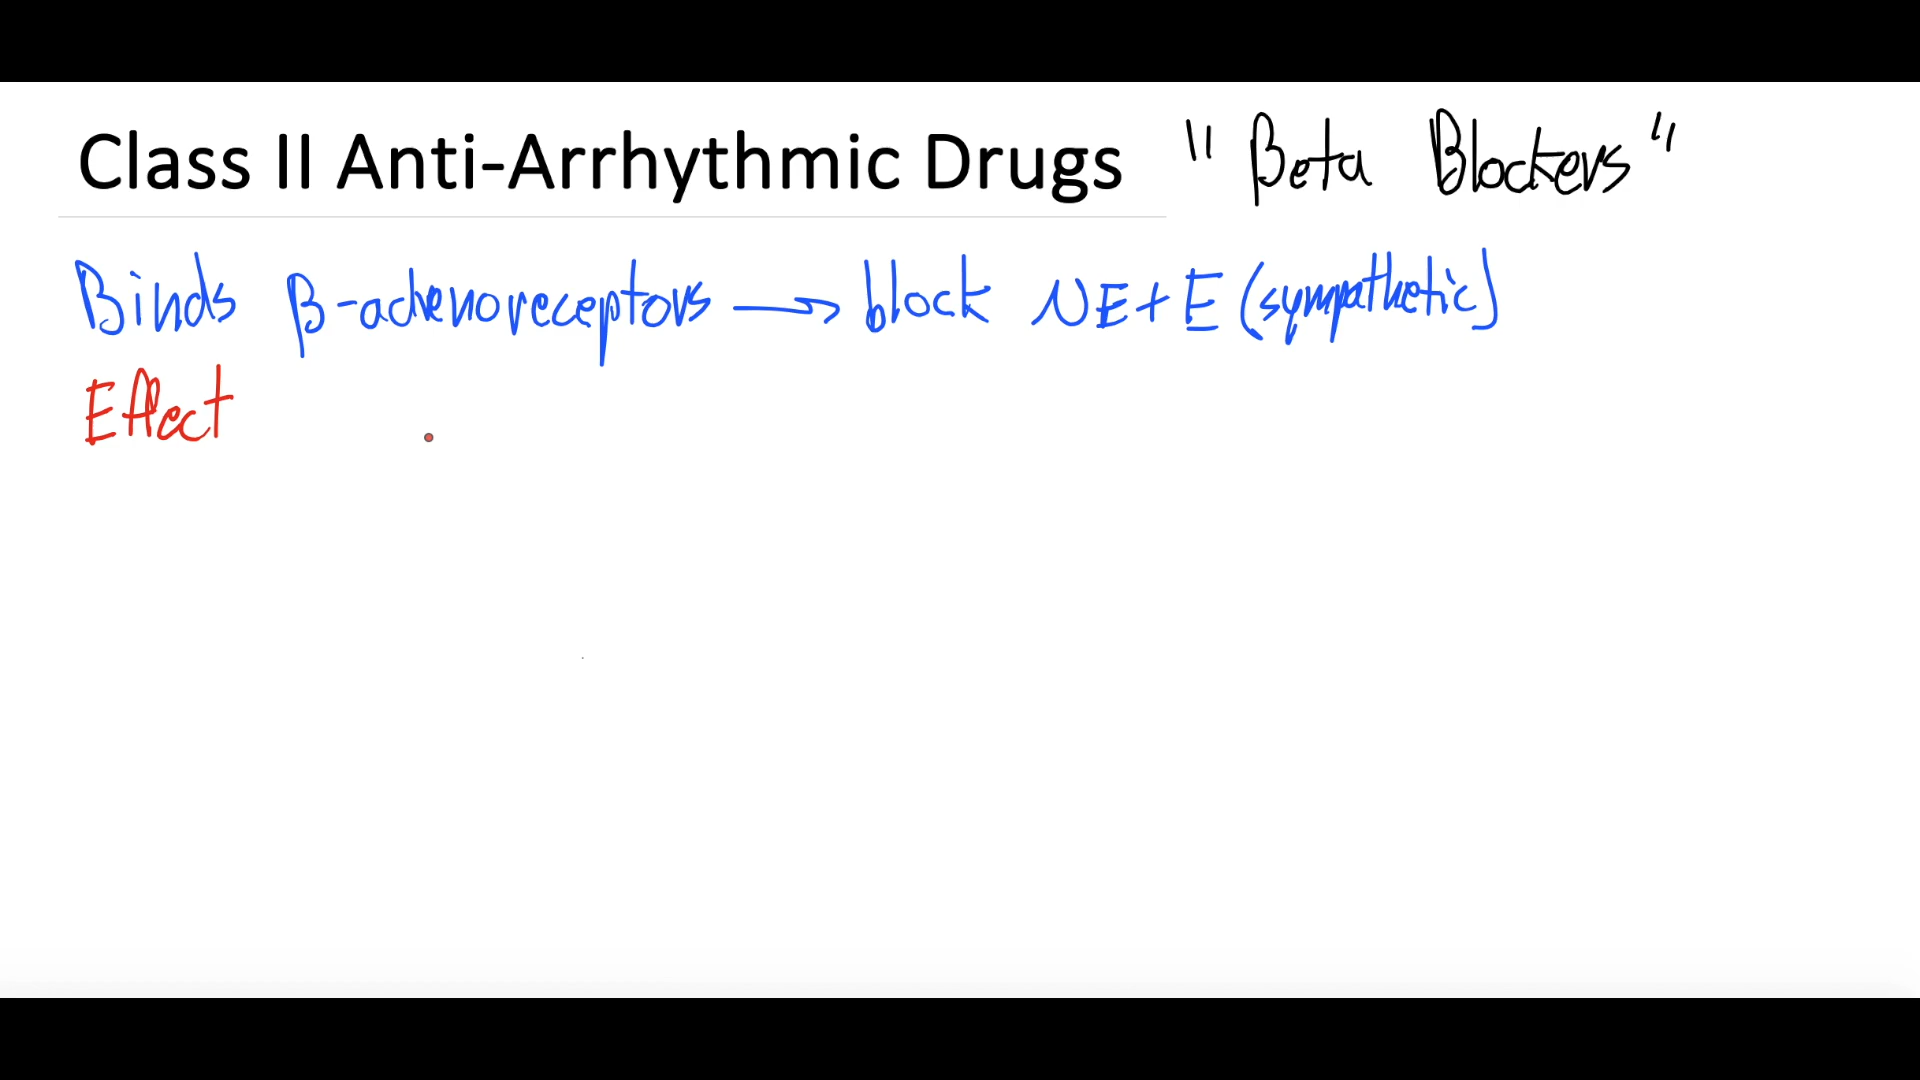 Class II Anti-Arrhythmic Drugs "Beta Blockers"
Binds β-adrenoreceptors → block NE+E (sympathetic)
Effect